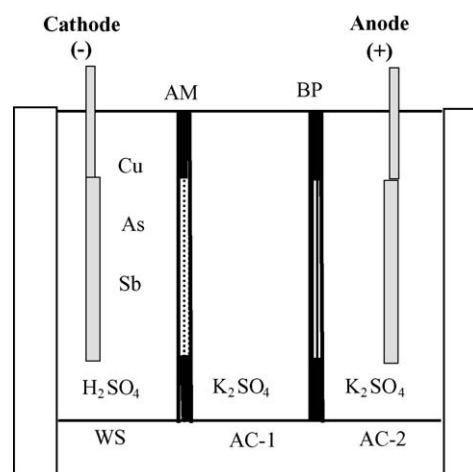 Cathode
(-)
Anode
(+)
AM
BP
Cu
As
Sb
H₂SO₄
K₂SO₄
K₂SO₄
WS
AC-1
AC-2